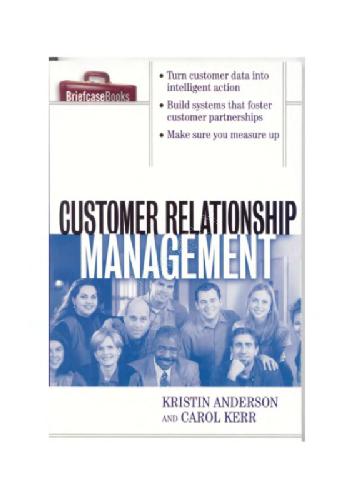 BriefcaseBooks
• Turn customer data into
intelligent action
• Build systems that foster
customer partnerships
• Make sure you measure up
CUSTOMER RELATIONSHIP
MANAGEMENT
KRISTIN ANDERSON
AND CAROL KERR